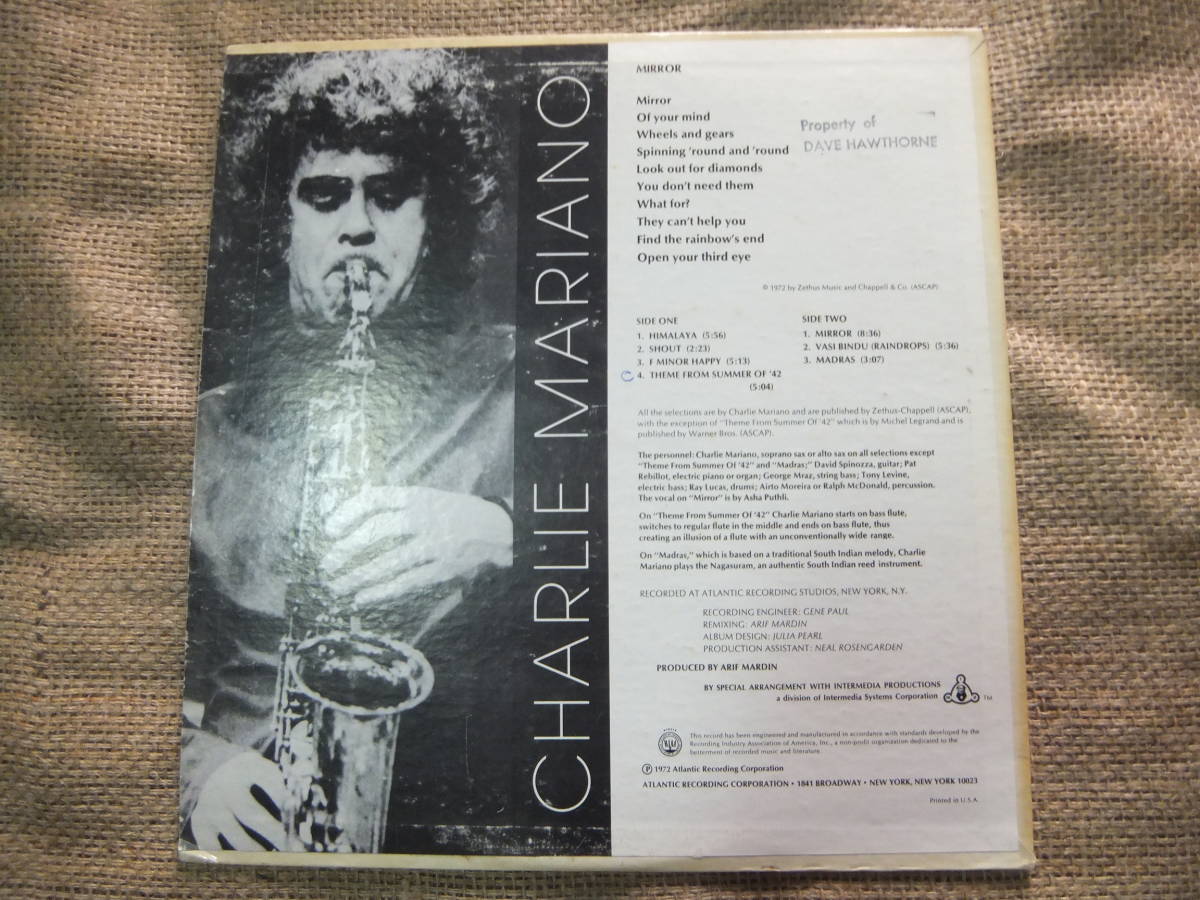 CHARLIE MARIANO
MIRROR
Mirror
Of your mind
Wheels and gears
Spinning 'round and 'round
Look out for diamonds
You don't need them
What for?
They can't help you
Find the rainbow's end
Open your third eye
Property of
DAVE HAWTHORNE
© 1972 by Zethus Music and Chappell & Co. (ASCAP)
SIDE ONE
1. HIMALAYA (5:56)
2. SHOUT (2:23)
3. F MINOR HAPPY (5:13)
4. THEME FROM SUMMER OF '42
(5:04)
SIDE TWO
1. MIRROR (8:36)
2. VASI BINDU (RAINDROPS) (5:36)
3. MADRAS (3:07)
All the selections are by Charlie Mariano and are published by Zethus-Chappell (ASCAP),
with the exception of "Theme From Summer Of '42" which is by Michel Legrand and is
published by Warner Bros. (ASCAP).
The personnel: Charlie Mariano, soprano sax or alto sax on all selections except
"Theme From Summer Of '42" and "Madras;" David Spinozza, guitar; Pat
Rebillot, electric piano or organ; George Mraz, string bass; Tony Levine,
electric bass; Ray Lucas, drums; Airto Moreira or Ralph McDonald, percussion.
The vocal on "Mirror" is by Asha Puthli.
On "Theme From Summer Of '42" Charlie Mariano starts on bass flute,
switches to regular flute in the middle and ends on bass flute, thus
creating an illusion of a flute with an unconventionally wide range.
On "Madras," which is based on a traditional South Indian melody, Charlie
Mariano plays the Nagasuram, an authentic South Indian reed instrument.
RECORDED AT ATLANTIC RECORDING STUDIOS, NEW YORK, N.Y.
RECORDING ENGINEER: GENE PAUL
REMIXING: ARIF MARDIN
ALBUM DESIGN: JULIA PEARL
PRODUCTION ASSISTANT: NEAL ROSENGARDEN
PRODUCED BY ARIF MARDIN
BY SPECIAL ARRANGEMENT WITH INTERMEDIA PRODUCTIONS
a division of Intermedia Systems Corporation
TM
This record has been engineered and manufactured in accordance with standards developed by the
Recording Industry Association of America, Inc., a non-profit organization dedicated to the
betterment of recorded music and literature.
℗ 1972 Atlantic Recording Corporation
ATLANTIC RECORDING CORPORATION • 1841 BROADWAY • NEW YORK, NEW YORK 10023
Printed in U.S.A.